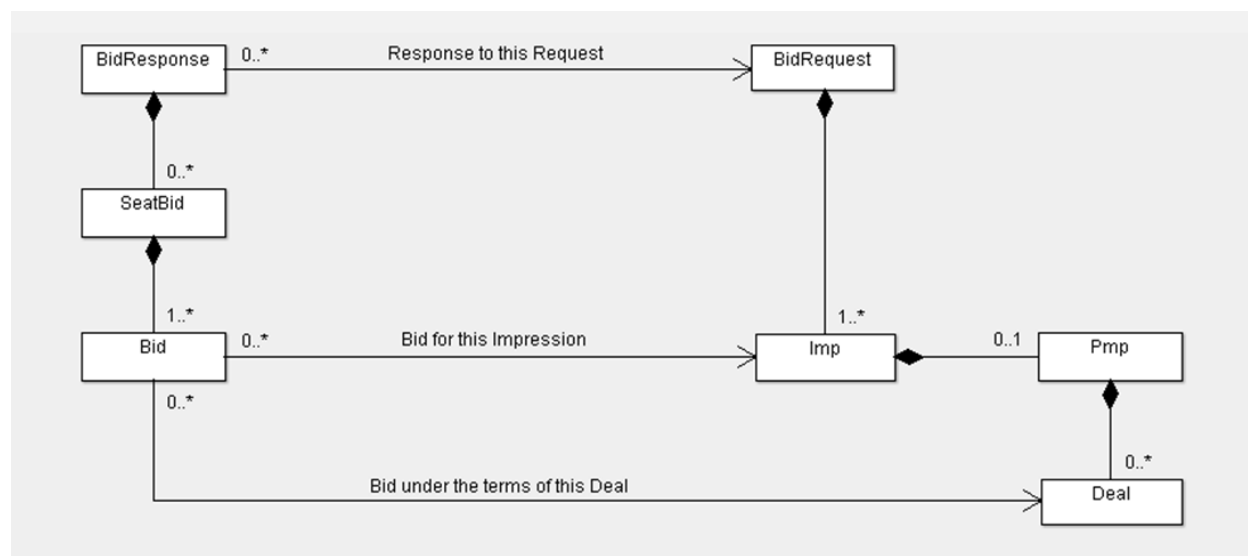 BidResponse
0..*
Response to this Request
BidRequest
0..*
SeatBid
1..*
Bid
0..*
Bid for this Impression
1..*
Imp
0..1
Pmp
0..*
Bid under the terms of this Deal
0..*
Deal